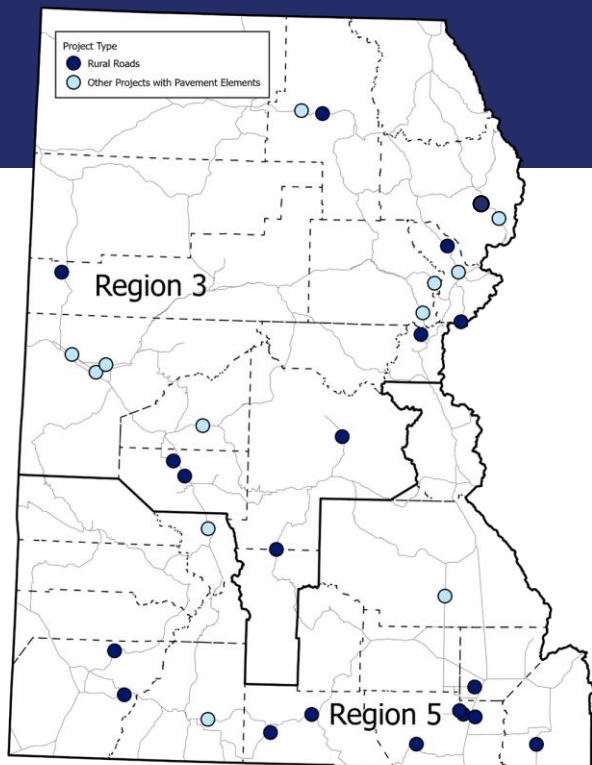 Project Type
Rural Roads
Other Projects with Pavement Elements
Region 3
Region 5